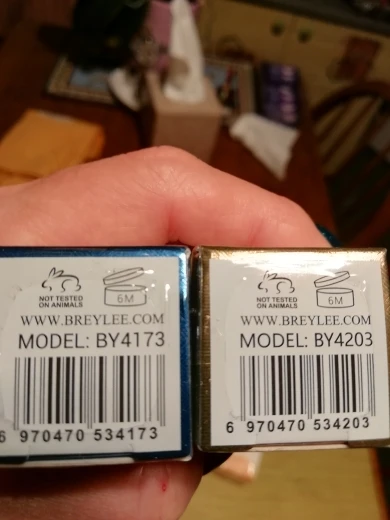 NOT TESTED
ON ANIMALS
6M
WWW.BREYLEE.COM
MODEL: BY4173
6 970470 534173
NOT TESTED
ON ANIMALS
6M
WWW.BREYLEE.COM
MODEL: BY4203
6 970470 534203